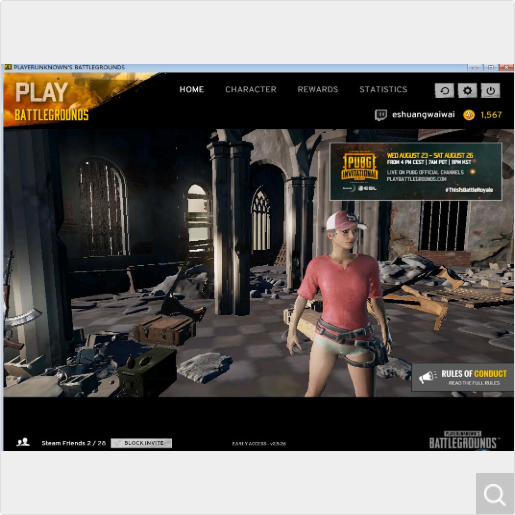 PLAYERUNKNOWN'S BATTLEGROUNDS
PLAY
BATTLEGROUNDS
HOME CHARACTER REWARDS STATISTICS
eshuangwaiwai 1,567
PUBG
INVITATIONAL
ESL
WED AUGUST 23 – SAT AUGUST 26
FROM 4 PM CEST | 7AM PDT | 11PM KST
LIVE ON PUBG OFFICIAL CHANNELS
PLAYBATTLEGROUNDS.COM
#ThisIsBattleRoyale
RULES OF CONDUCT
READ THE FULL RULES
Steam Friends 2 / 28 BLOCK INVITE
EARLY ACCESS - v2.5.26
PLAYERUNKNOWN'S
BATTLEGROUNDS